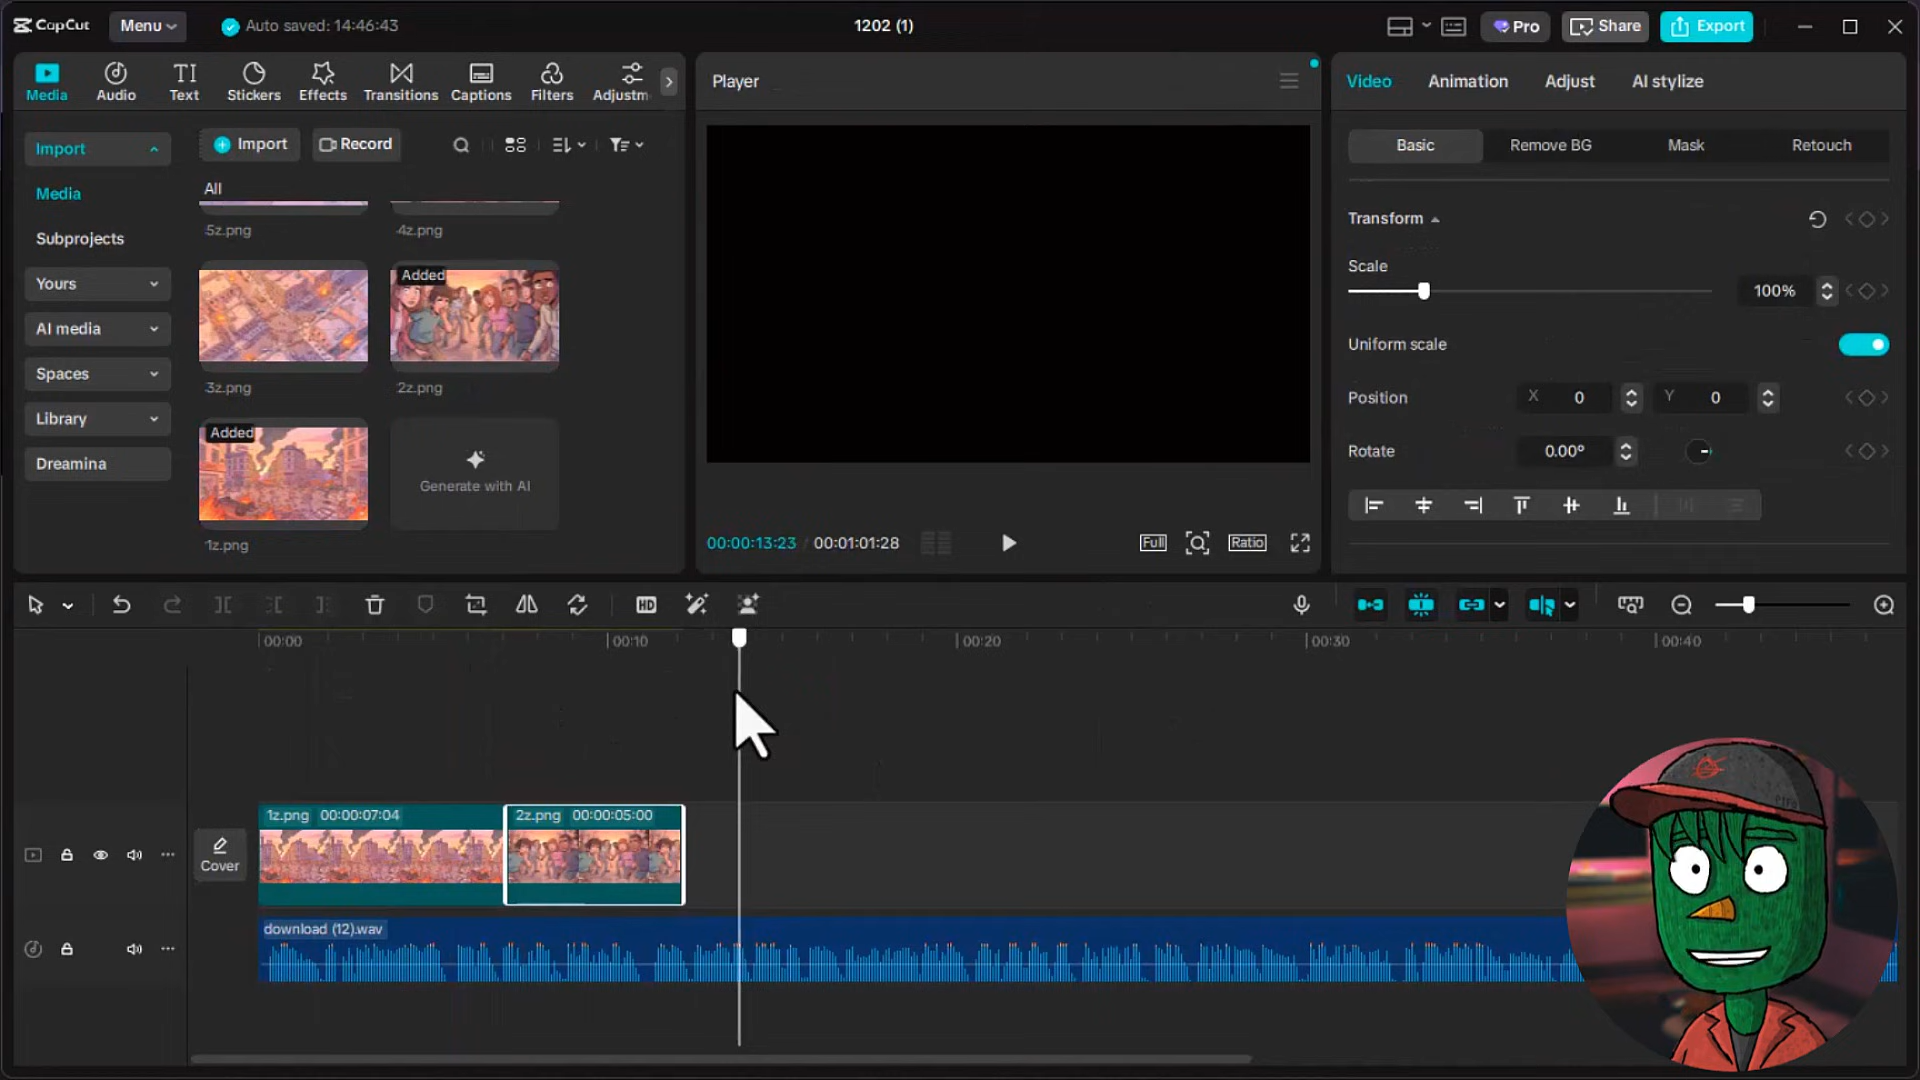 CapCut
Menu
Auto saved: 14:46:43
1202 (1)
Pro
Share
Export
Media
Audio
TI
Text
Stickers
Effects
Transitions
Captions
Filters
Adjustm
Player
Video
Animation
Adjust
AI stylize
Import
Media
Subprojects
Yours
AI media
Spaces
Library
Dreamina
Import
Record
All
5z.png
4z.png
Added
3z.png
2z.png
Added
Generate with AI
1z.png
00:00:13:23 / 00:01:01:28
Full
Ratio
Basic
Remove BG
Mask
Retouch
Transform
Scale
100%
Uniform scale
Position
X 0
Y 0
Rotate
0.00°
HD
00:00
00:10
00:20
00:30
00:40
Cover
1z.png 00:00:07:04
2z.png 00:00:05:00
download (12).wav